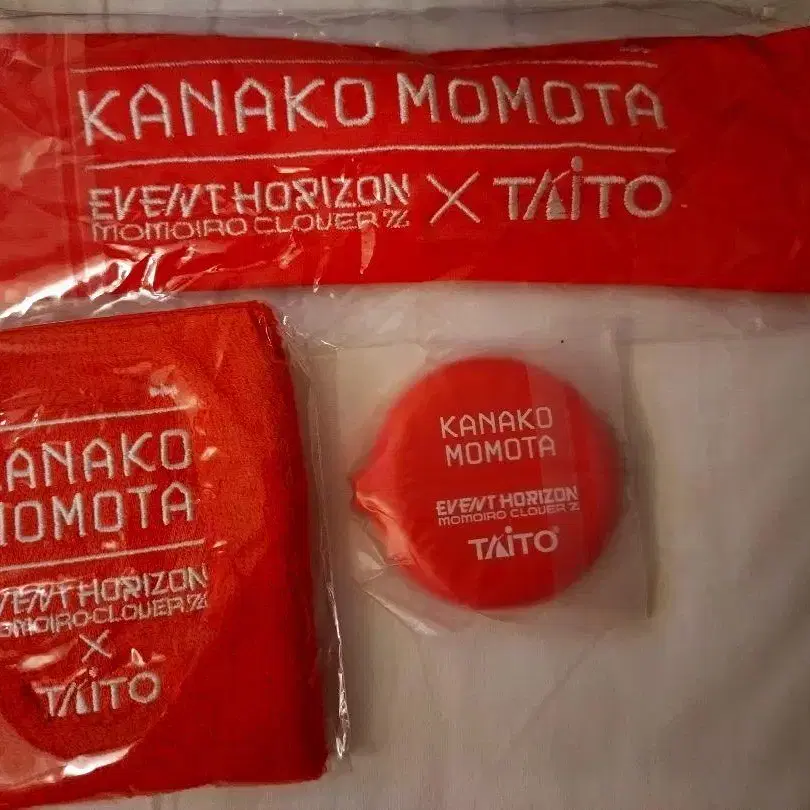 KANAKO MOMOTA
EVENT HORIZON
MOMOIRO CLOVER Z
X TAITO
ANAKO
MOMOTA
EVENT HORIZON
MOMOIRO CLOVER Z
X
TAITO
KANAKO
MOMOTA
EVENT HORIZON
MOMOIRO CLOVER Z
TAITO